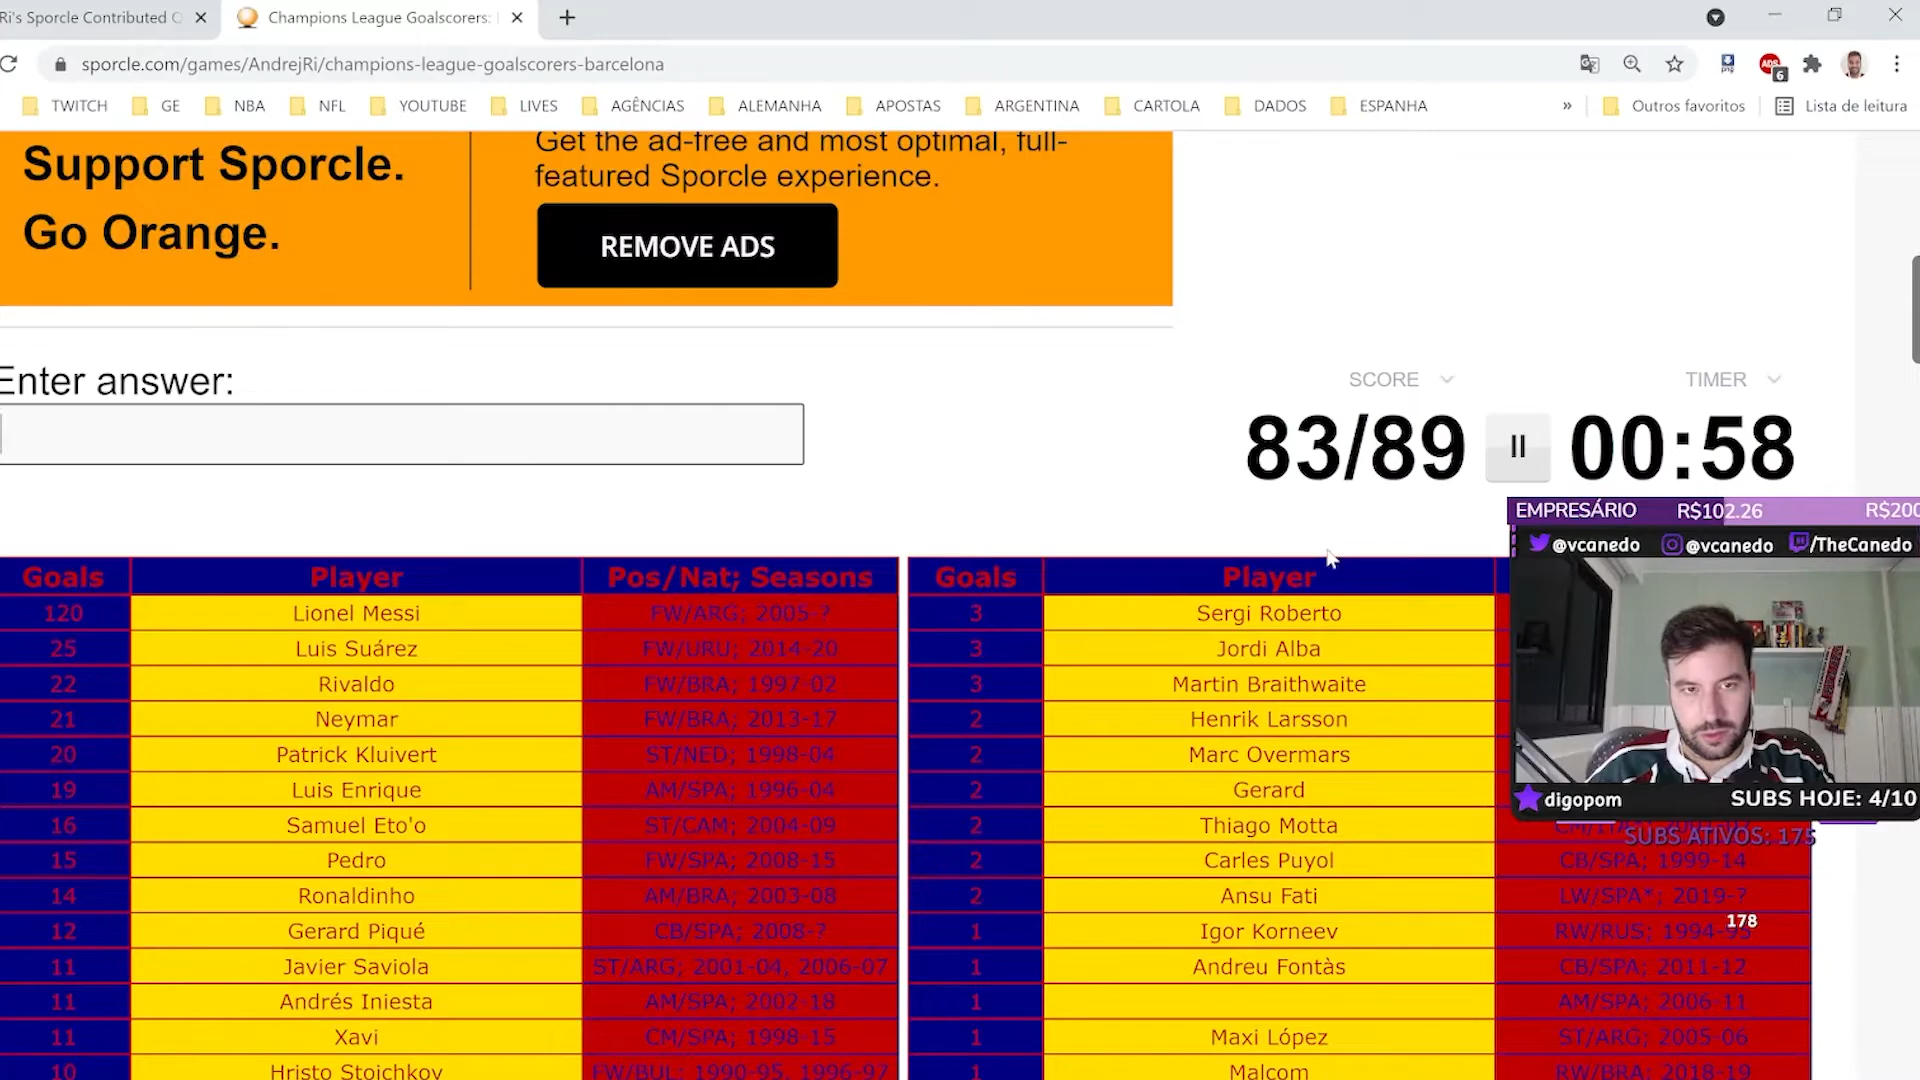 Ri's Sporcle Contributed
Champions League Goalscorers:
sporcle.com/games/AndrejRi/champions-league-goalscorers-barcelona
ADS
6
TWITCH
GE
NBA
NFL
YOUTUBE
LIVES
AGÊNCIAS
ALEMANHA
APOSTAS
ARGENTINA
CARTOLA
DADOS
ESPANHA
»
Outros favoritos
Lista de leitura
Support Sporcle.
Go Orange.
Get the ad-free and most optimal, full-
featured Sporcle experience.
REMOVE ADS
Enter answer:
SCORE
TIMER
83/89
00:58
EMPRESÁRIO R$102.26 R$200
@vcanedo @vcanedo /TheCanedo
digopom SUBS HOJE: 4/10
SUBS ATIVOS: 175
178
Goals Player Pos/Nat; Seasons
120 Lionel Messi FW/ARG; 2005-?
25 Luis Suárez FW/URU; 2014-20
22 Rivaldo FW/BRA; 1997-02
21 Neymar FW/BRA; 2013-17
20 Patrick Kluivert ST/NED; 1998-04
19 Luis Enrique AM/SPA; 1996-04
16 Samuel Eto'o ST/CAM; 2004-09
15 Pedro FW/SPA; 2008-15
14 Ronaldinho AM/BRA; 2003-08
12 Gerard Piqué CB/SPA; 2008-?
11 Javier Saviola ST/ARG; 2001-04, 2006-07
11 Andrés Iniesta AM/SPA; 2002-18
11 Xavi CM/SPA; 1998-15
10 Hristo Stoichkov FW/BUL; 1990-95, 1996-97
Goals Player
3 Sergi Roberto
3 Jordi Alba
3 Martin Braithwaite
2 Henrik Larsson
2 Marc Overmars
2 Gerard
2 Thiago Motta
2 Carles Puyol CB/SPA; 1999-14
2 Ansu Fati LW/SPA*; 2019-?
1 Igor Korneev RW/RUS; 1994-95
1 Andreu Fontàs CB/SPA; 2011-12
1 AM/SPA; 2006-11
1 Maxi López ST/ARG; 2005-06
1 Malcom RW/BRA; 2018-19